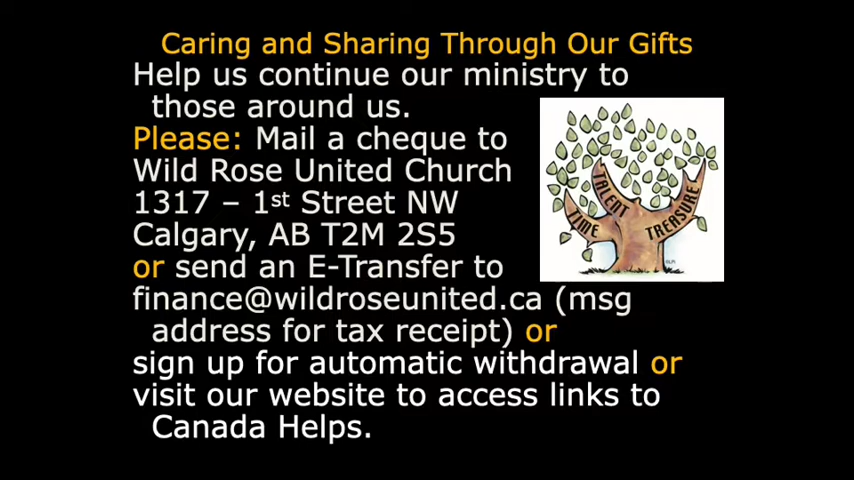 Caring and Sharing Through Our Gifts
Help us continue our ministry to
those around us.
Please: Mail a cheque to
Wild Rose United Church
1317 – 1st Street NW
Calgary, AB T2M 2S5
or send an E-Transfer to
finance@wildroseunited.ca (msg
address for tax receipt) or
sign up for automatic withdrawal or
visit our website to access links to
Canada Helps.
TIME
TALENT
TREASURE